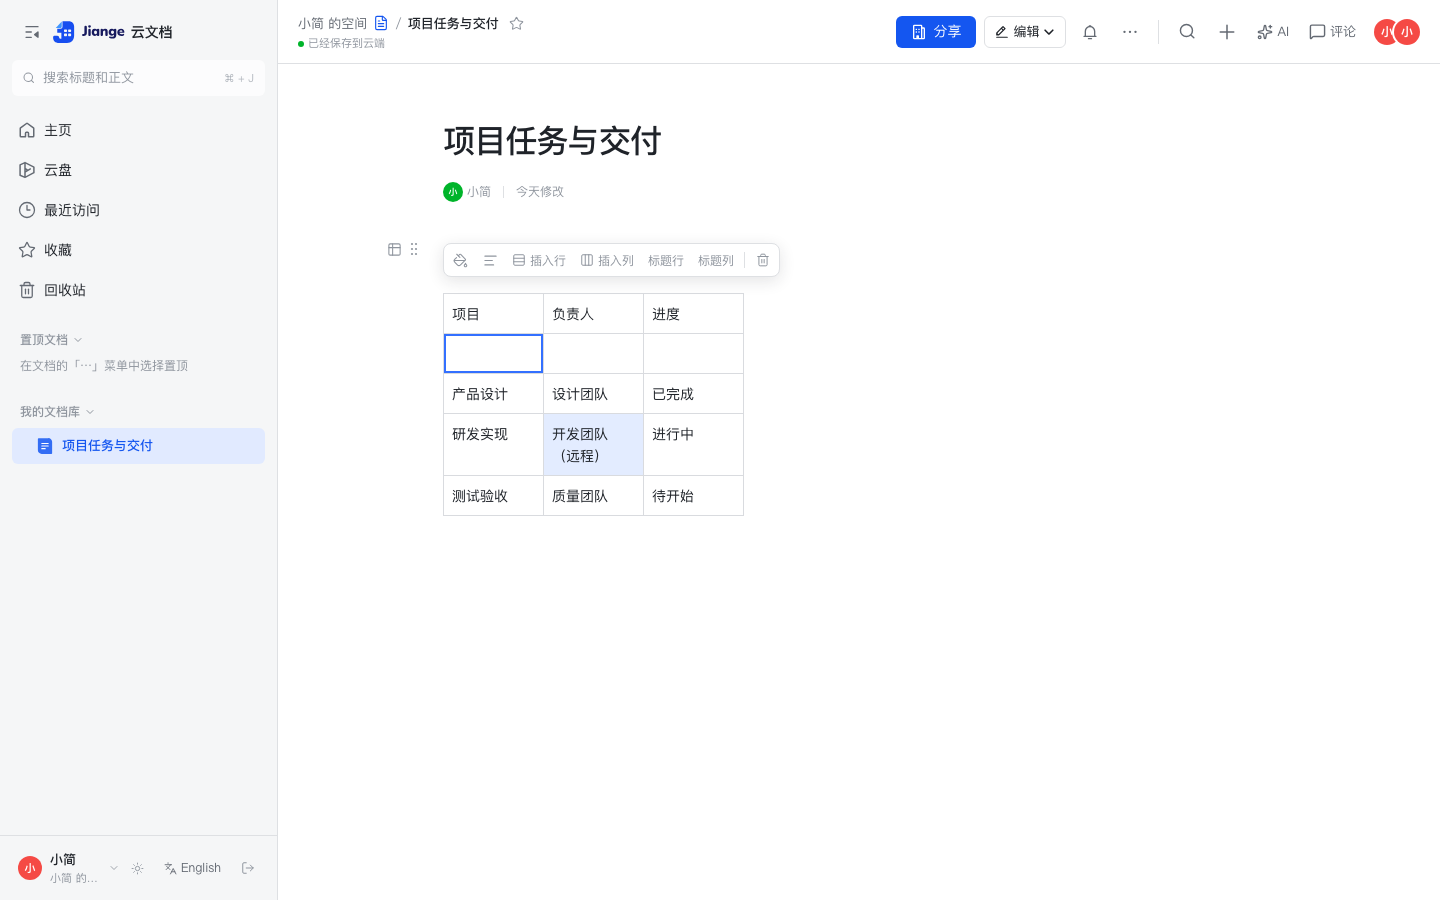 Jiange 云文档
搜索标题和正文 ⌘ + J
主页
云盘
最近访问
收藏
回收站
置顶文档
在文档的「…」菜单中选择置顶
我的文档库
项目任务与交付
小 小简
小简 的...
English
小简 的空间 / 项目任务与交付
已经保存到云端
分享 编辑 AI 评论 小 小
项目任务与交付
小 小简 今天修改
插入行 插入列 标题行 标题列
项目 负责人 进度
产品设计 设计团队 已完成
研发实现 开发团队 进行中
（远程）
测试验收 质量团队 待开始